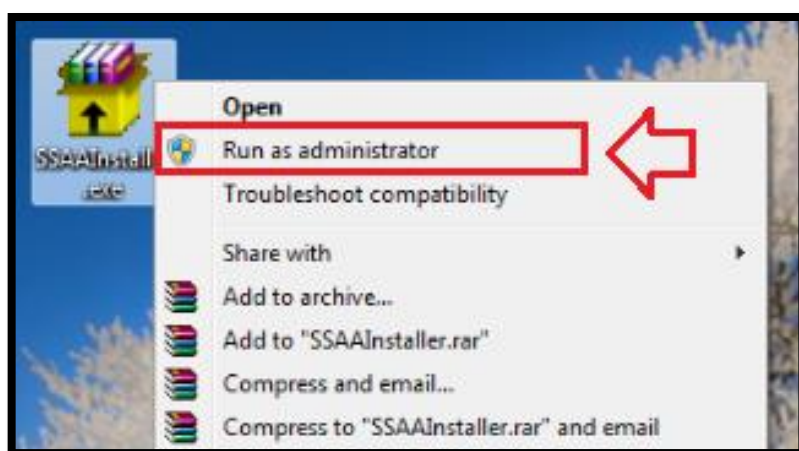 SSAAInstall
.exe
Open
Run as administrator
Troubleshoot compatibility
Share with
Add to archive...
Add to "SSAAInstaller.rar"
Compress and email...
Compress to "SSAAInstaller.rar" and email